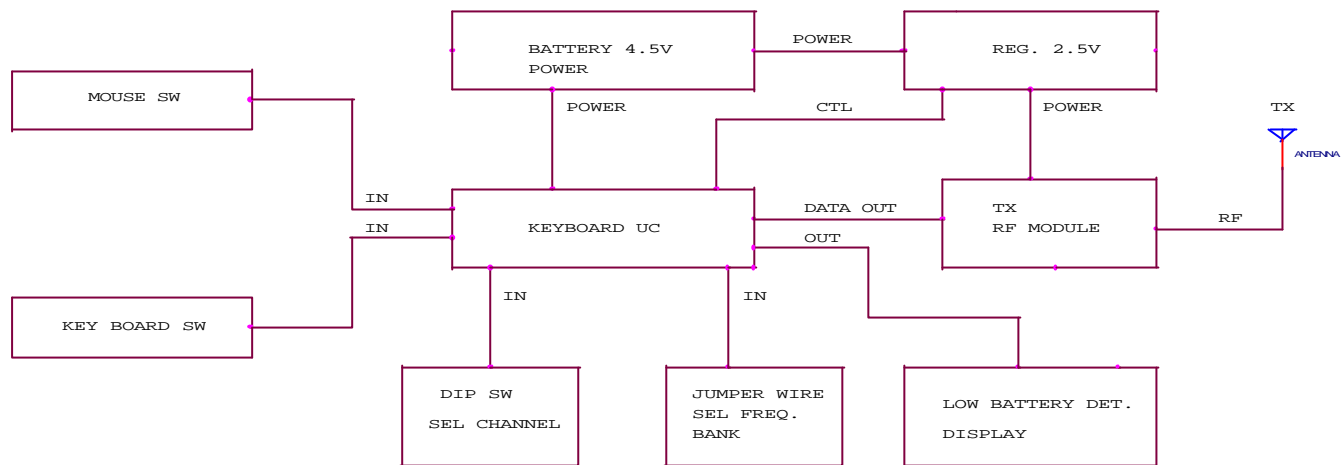 BATTERY 4.5V
POWER
POWER
REG. 2.5V
MOUSE SW
POWER
CTL
POWER
TX
ANTENNA
IN
IN
KEYBOARD UC
DATA OUT
OUT
TX
RF MODULE
RF
KEY BOARD SW
IN
IN
DIP SW
SEL CHANNEL
JUMPER WIRE
SEL FREQ.
BANK
LOW BATTERY DET.
DISPLAY